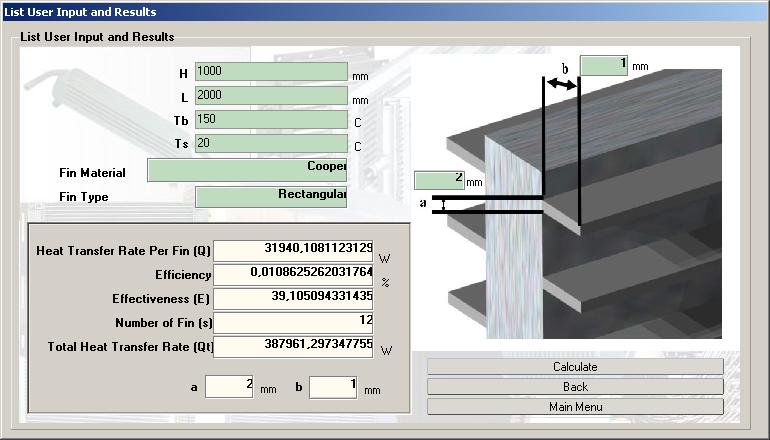 List User Input and Results
List User Input and Results
H 1000 mm
L 2000 mm
Tb 150 C
Ts 20 C
Fin Material Cooper
Fin Type Rectangular
Heat Transfer Rate Per Fin (Q) 31940,1081123129 W
Efficiency 0,0108625262031764 %
Effectiveness (E) 39,105094331435
Number of Fin (s) 12
Total Heat Transfer Rate (Qt) 387961,297347755 W
a 2 mm b 1 mm
b 1 mm
2 mm
a
Calculate
Back
Main Menu